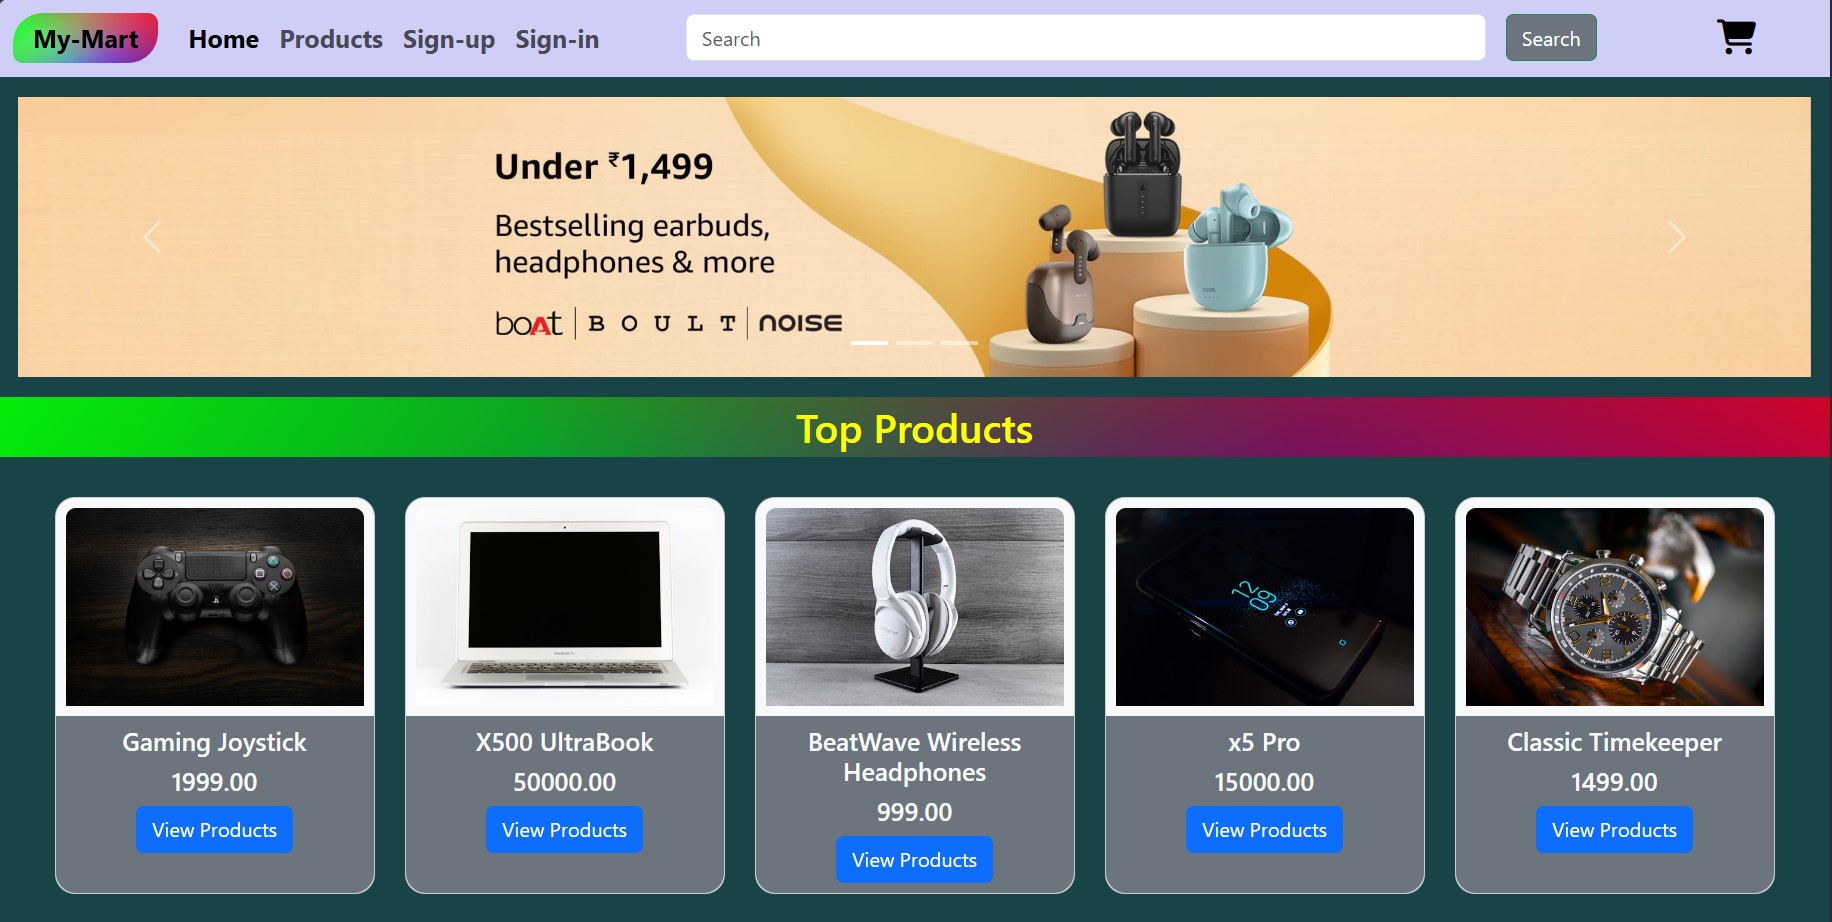 My-Mart
Home
Products
Sign-up
Sign-in
Search
Search
Under ₹1,499
Bestselling earbuds,
headphones & more
boAt | BOULT | NOISE
Top Products
12
09
Gaming Joystick
1999.00
View Products
X500 UltraBook
50000.00
View Products
BeatWave Wireless
Headphones
999.00
View Products
x5 Pro
15000.00
View Products
Classic Timekeeper
1499.00
View Products